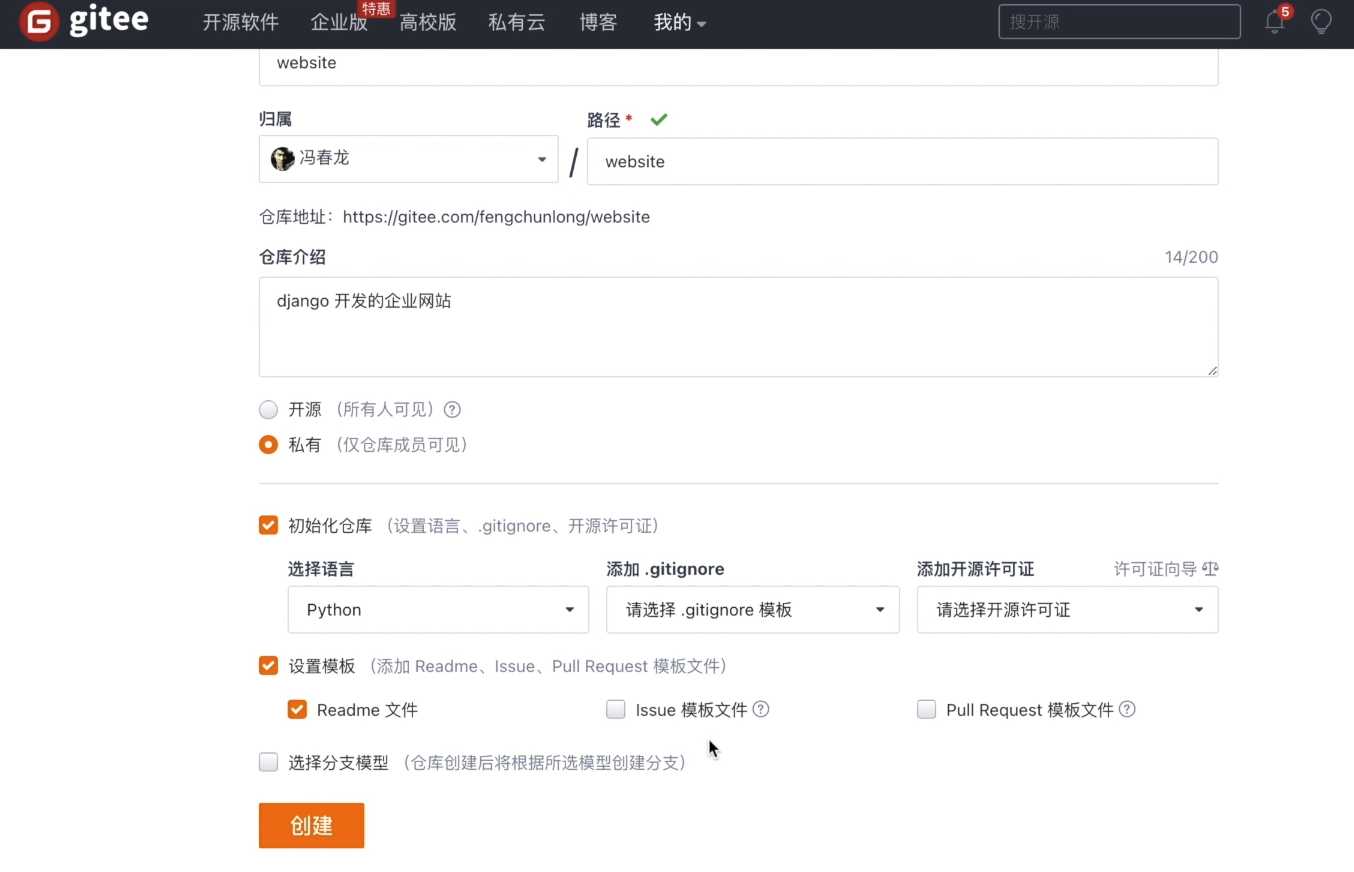 gitee 开源软件 企业版 特惠 高校版 私有云 博客 我的 搜开源 5
website
归属 路径 *
冯春龙 / website
仓库地址：https://gitee.com/fengchunlong/website
仓库介绍 14/200
django 开发的企业网站
开源 （所有人可见）
私有 （仅仓库成员可见）
初始化仓库 （设置语言、.gitignore、开源许可证）
选择语言 添加 .gitignore 添加开源许可证 许可证向导
Python 请选择 .gitignore 模板 请选择开源许可证
设置模板 （添加 Readme、Issue、Pull Request 模板文件）
Readme 文件 Issue 模板文件 Pull Request 模板文件
选择分支模型 （仓库创建后将根据所选模型创建分支）
创建